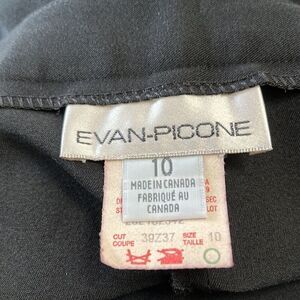 EVAN-PICONE
10
MADE IN CANADA
FABRIQUÉ AU
CANADA
CUT
COUPE
39Z37
SIZE
TAILLE
10